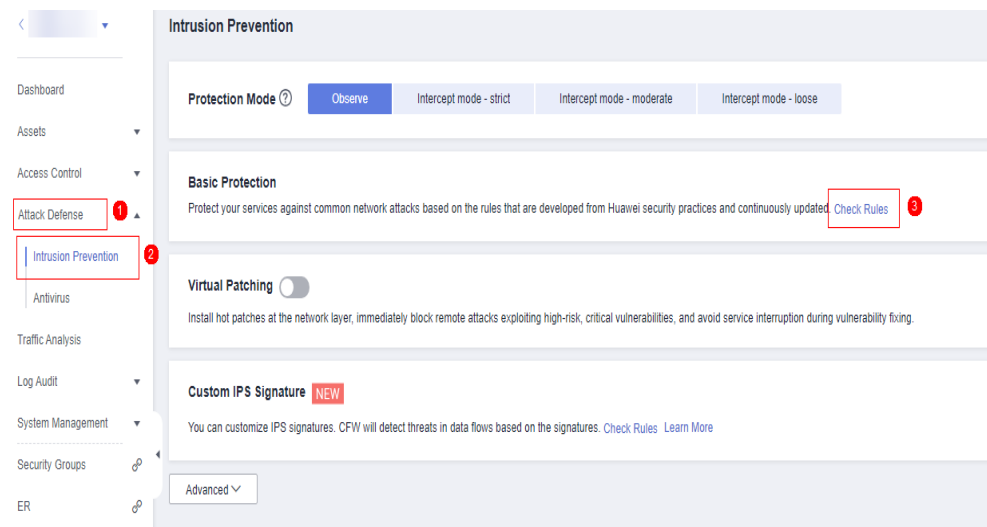 Intrusion Prevention
Dashboard
Assets
Access Control
Attack Defense 1
Intrusion Prevention 2
Antivirus
Traffic Analysis
Log Audit
System Management
Security Groups
ER
Protection Mode ? Observe Intercept mode - strict Intercept mode - moderate Intercept mode - loose
Basic Protection
Protect your services against common network attacks based on the rules that are developed from Huawei security practices and continuously updated. Check Rules 3
Virtual Patching
Install hot patches at the network layer, immediately block remote attacks exploiting high-risk, critical vulnerabilities, and avoid service interruption during vulnerability fixing.
Custom IPS Signature NEW
You can customize IPS signatures. CFW will detect threats in data flows based on the signatures. Check Rules Learn More
Advanced